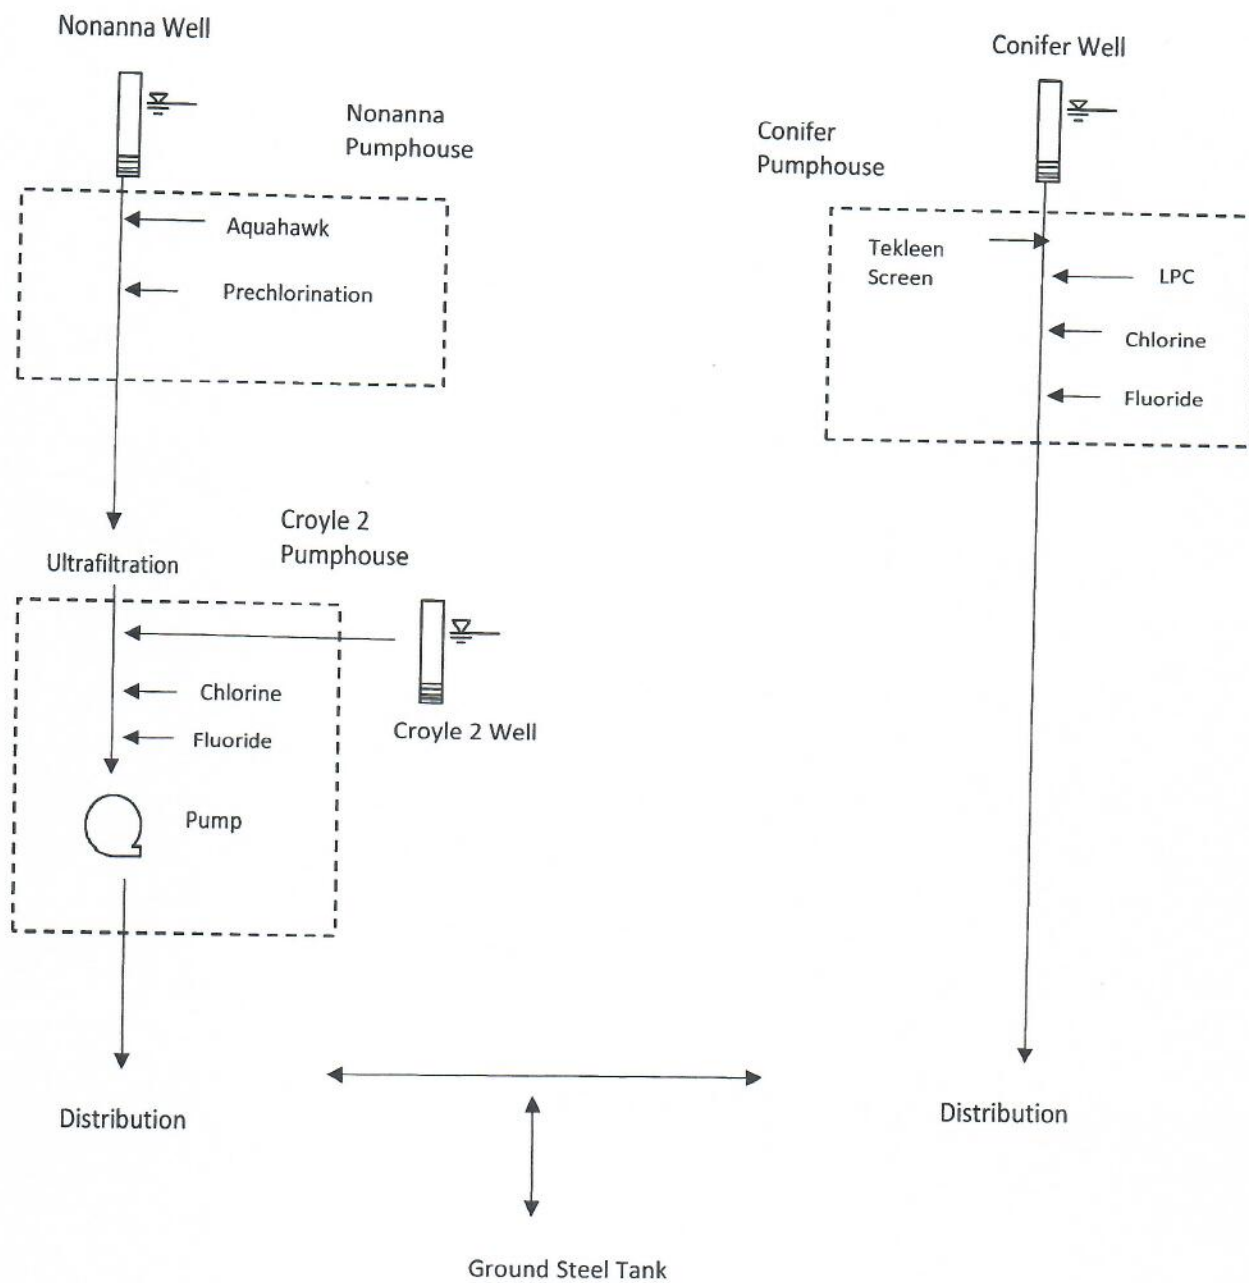 Nonanna Well
Conifer Well
Nonanna
Pumphouse
Conifer
Pumphouse
Aquahawk
Prechlorination
Tekleen
Screen
LPC
Chlorine
Fluoride
Croyle 2
Pumphouse
Ultrafiltration
Chlorine
Fluoride
Croyle 2 Well
Pump
Distribution
Distribution
Ground Steel Tank